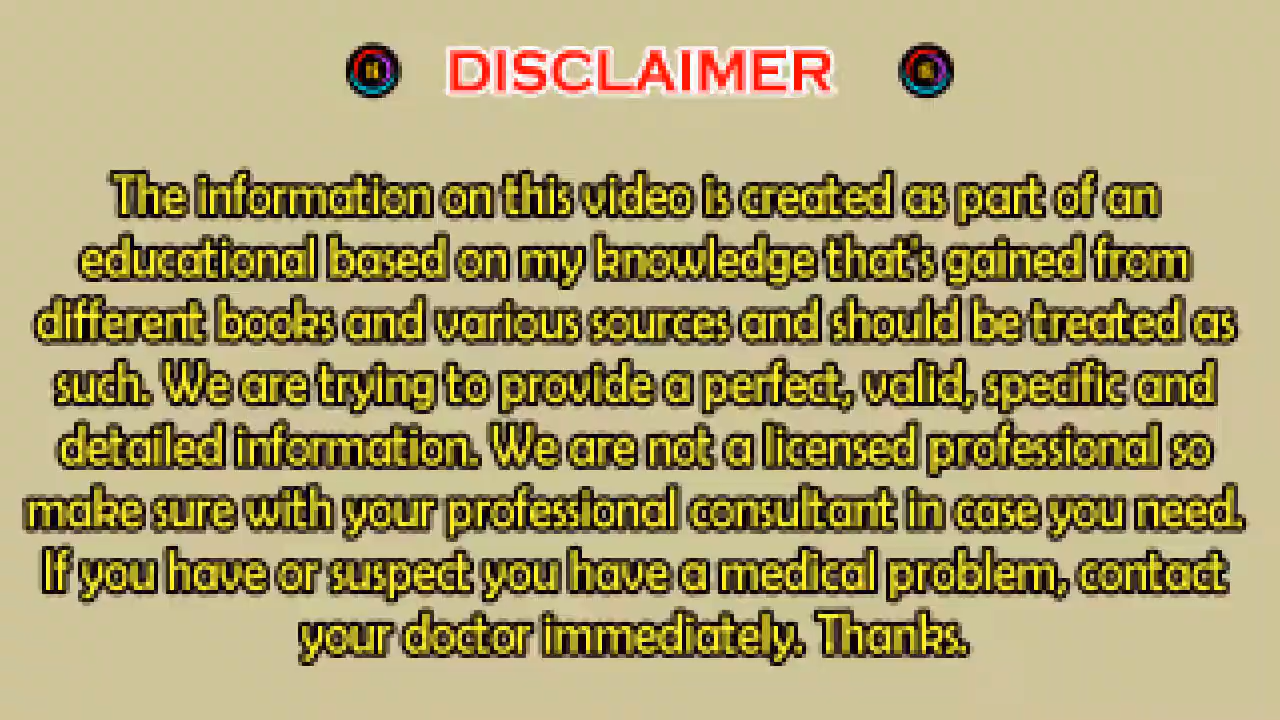 DISCLAIMER
The information on this video is created as part of an
educational based on my knowledge that's gained from
different books and various sources and should be treated as
such. We are trying to provide a perfect, valid, specific and
detailed information. We are not a licensed professional so
make sure with your professional consultant in case you need.
If you have or suspect you have a medical problem, contact
your doctor immediately. Thanks.